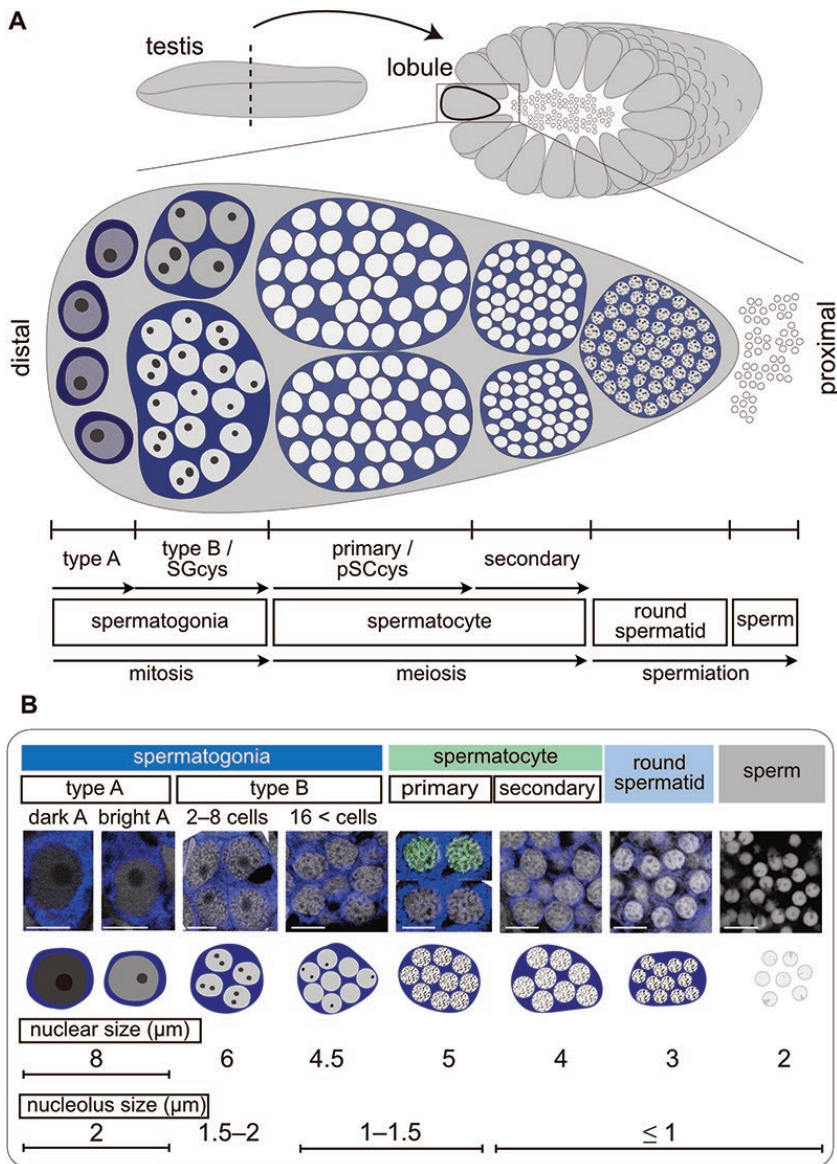 A
testis
lobule
distal
proximal
type A
type B /
SGcys
primary /
pSCcys
secondary
spermatogonia
spermatocyte
round
spermatid
sperm
mitosis
meiosis
spermiation
B
spermatogonia
spermatocyte
round
spermatid
sperm
type A
type B
primary
secondary
dark A
bright A
2–8 cells
16 < cells
nuclear size (μm)
8
6
4.5
5
4
3
2
nucleolus size (μm)
2
1.5–2
1–1.5
≤ 1